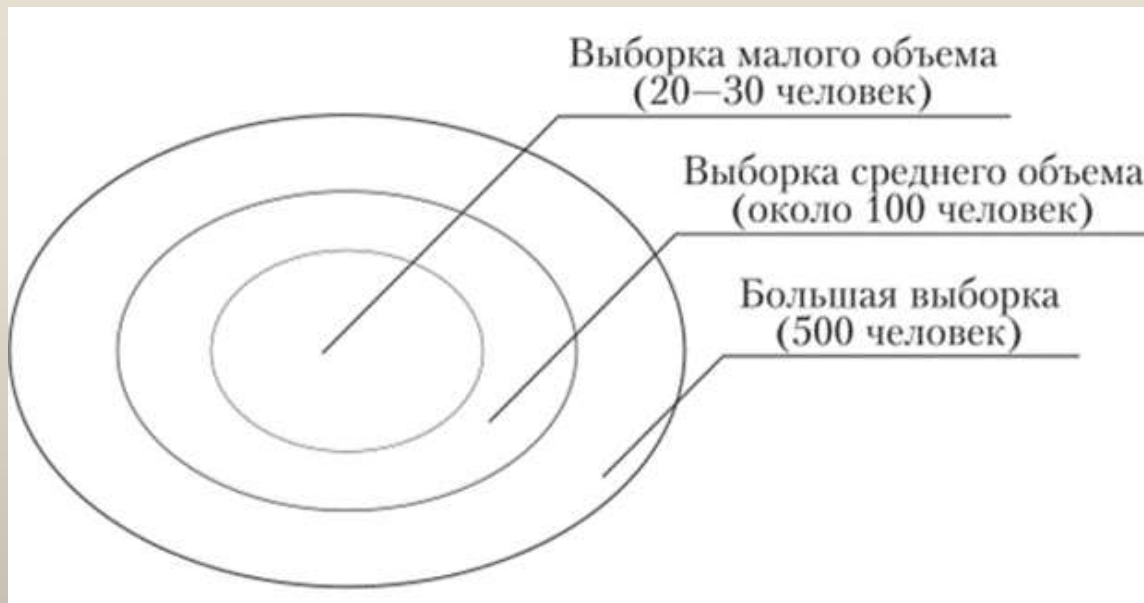 Выборка малого объема
(20—30 человек)
Выборка среднего объема
(около 100 человек)
Большая выборка
(500 человек)